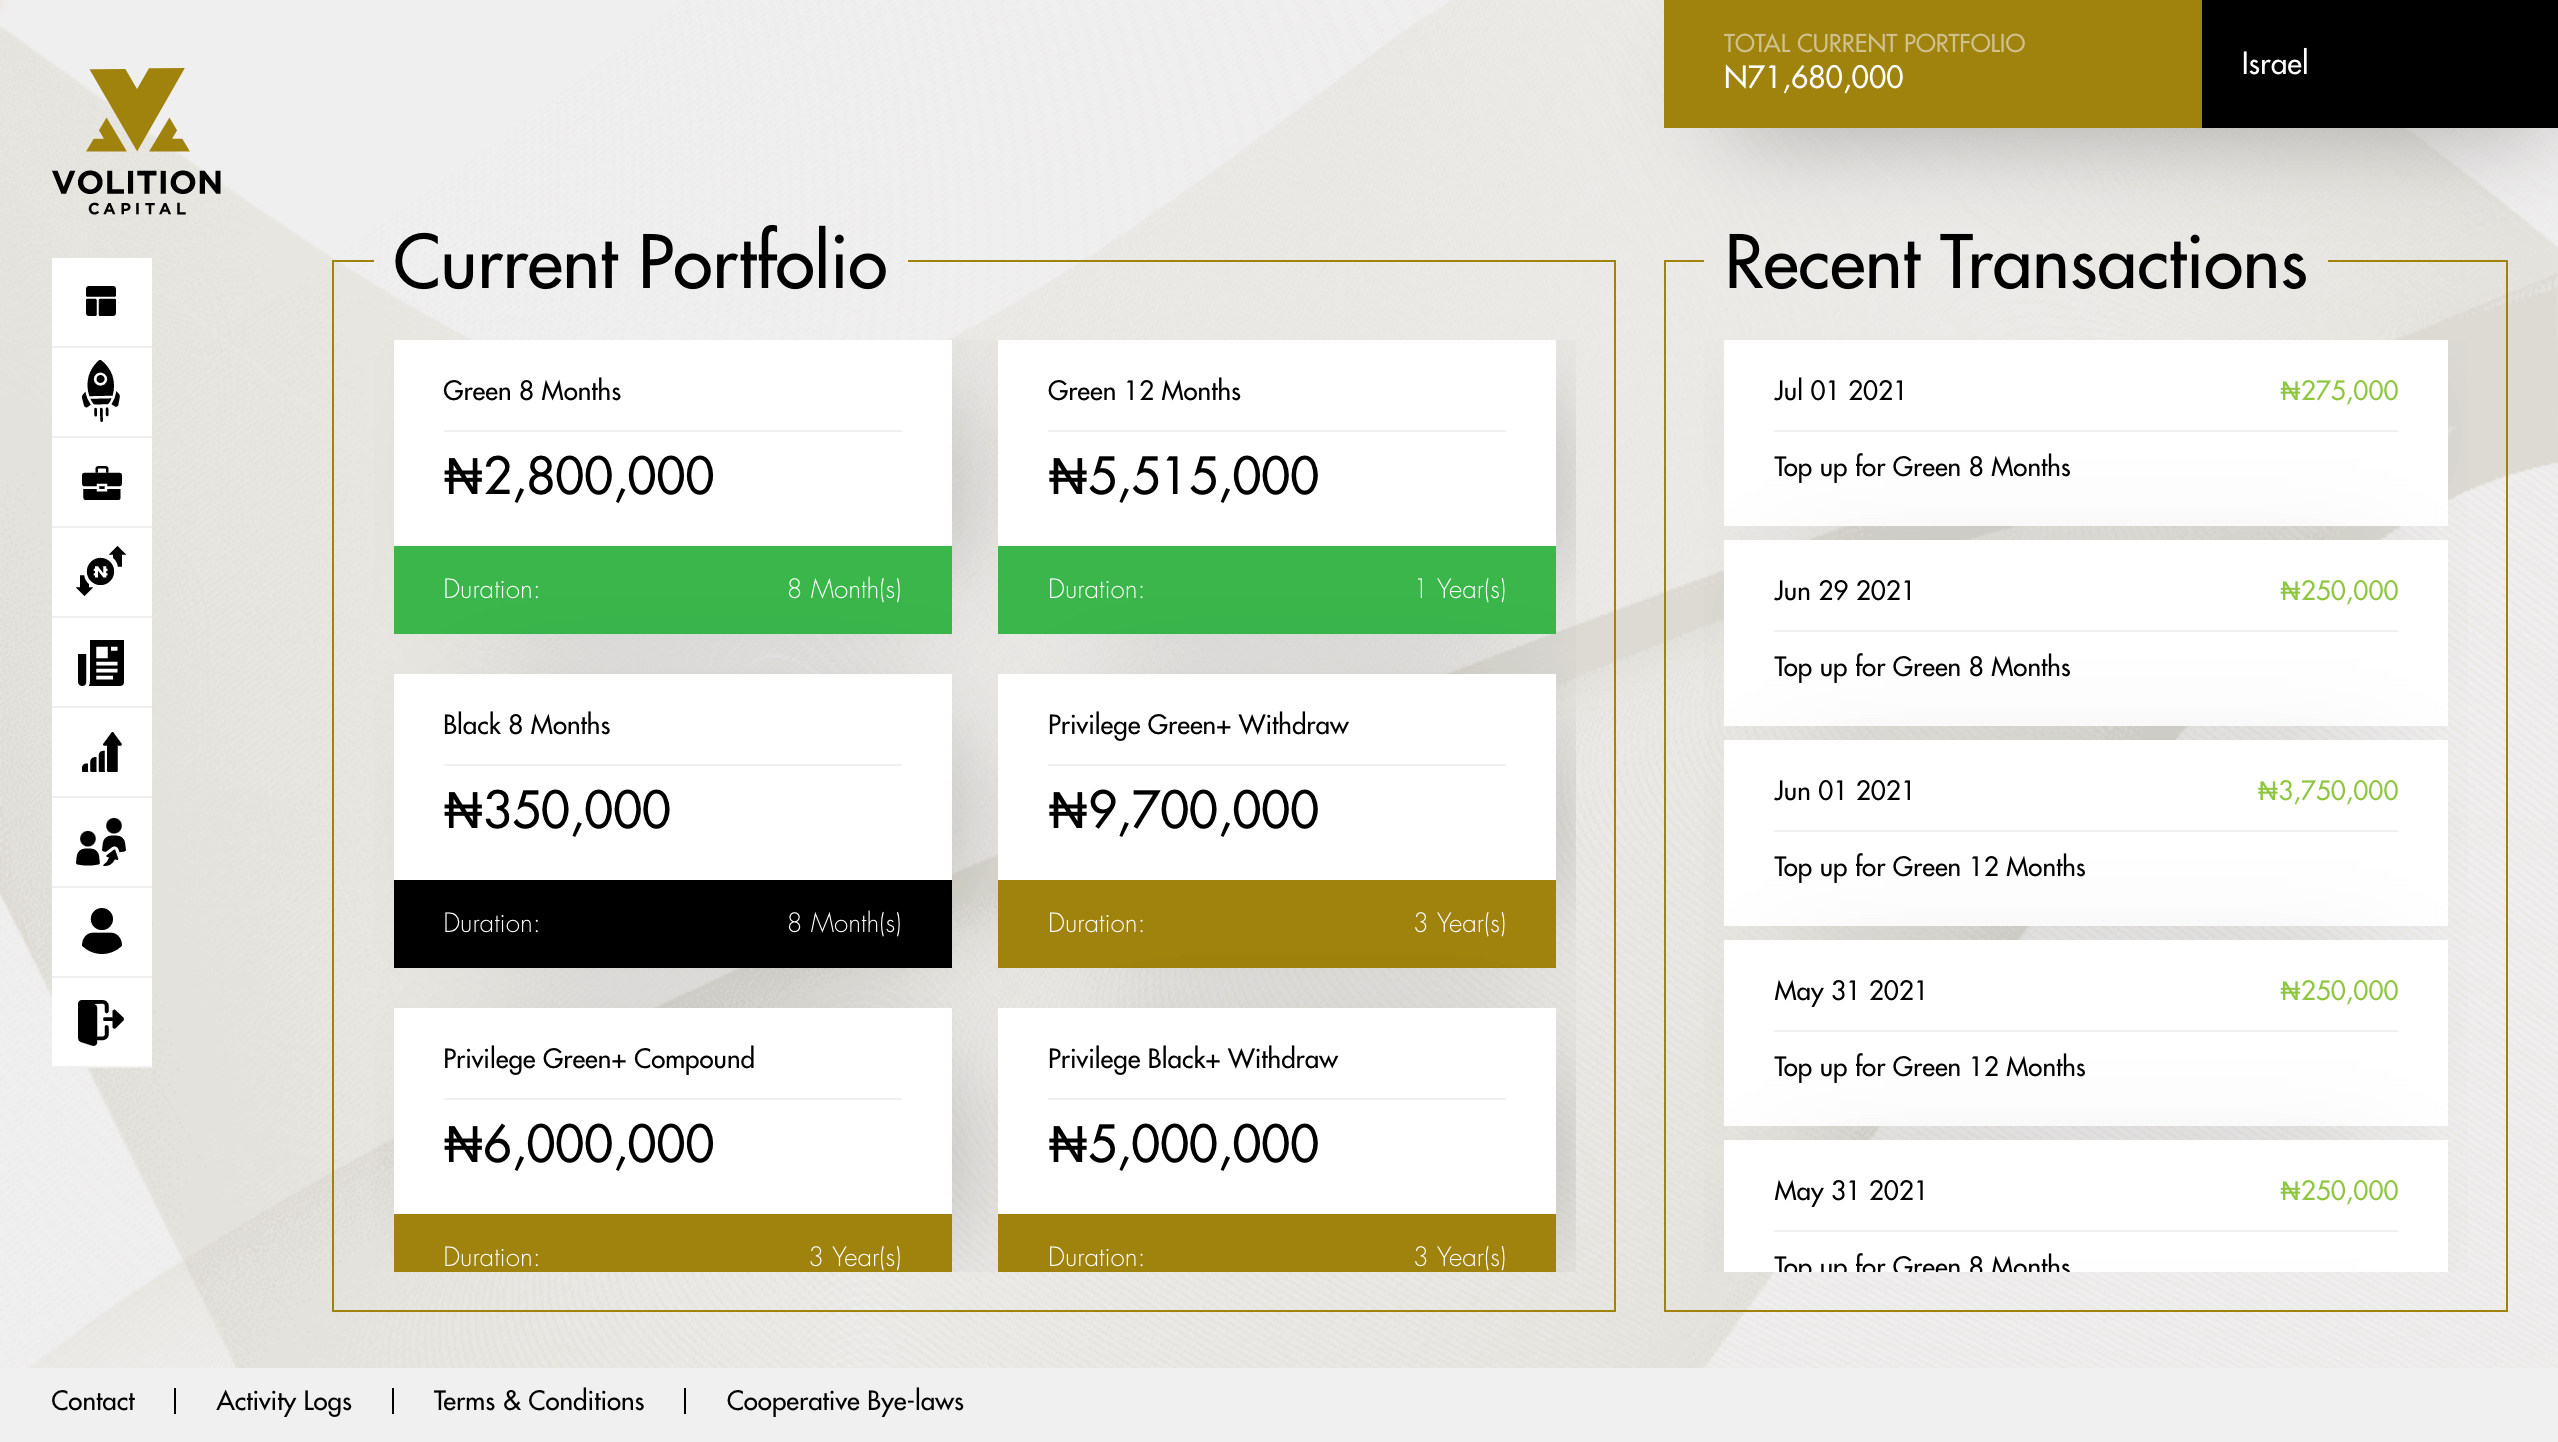 TOTAL CURRENT PORTFOLIO
N71,680,000
Israel
VOLITION
CAPITAL
Current Portfolio
Green 8 Months
₦2,800,000
Duration: 8 Month(s)
Green 12 Months
₦5,515,000
Duration: 1 Year(s)
Black 8 Months
₦350,000
Duration: 8 Month(s)
Privilege Green+ Withdraw
₦9,700,000
Duration: 3 Year(s)
Privilege Green+ Compound
₦6,000,000
Duration: 3 Year(s)
Privilege Black+ Withdraw
₦5,000,000
Duration: 3 Year(s)
Recent Transactions
Jul 01 2021 ₦275,000
Top up for Green 8 Months
Jun 29 2021 ₦250,000
Top up for Green 8 Months
Jun 01 2021 ₦3,750,000
Top up for Green 12 Months
May 31 2021 ₦250,000
Top up for Green 12 Months
May 31 2021 ₦250,000
Top up for Green 8 Months
Contact | Activity Logs | Terms & Conditions | Cooperative Bye-laws